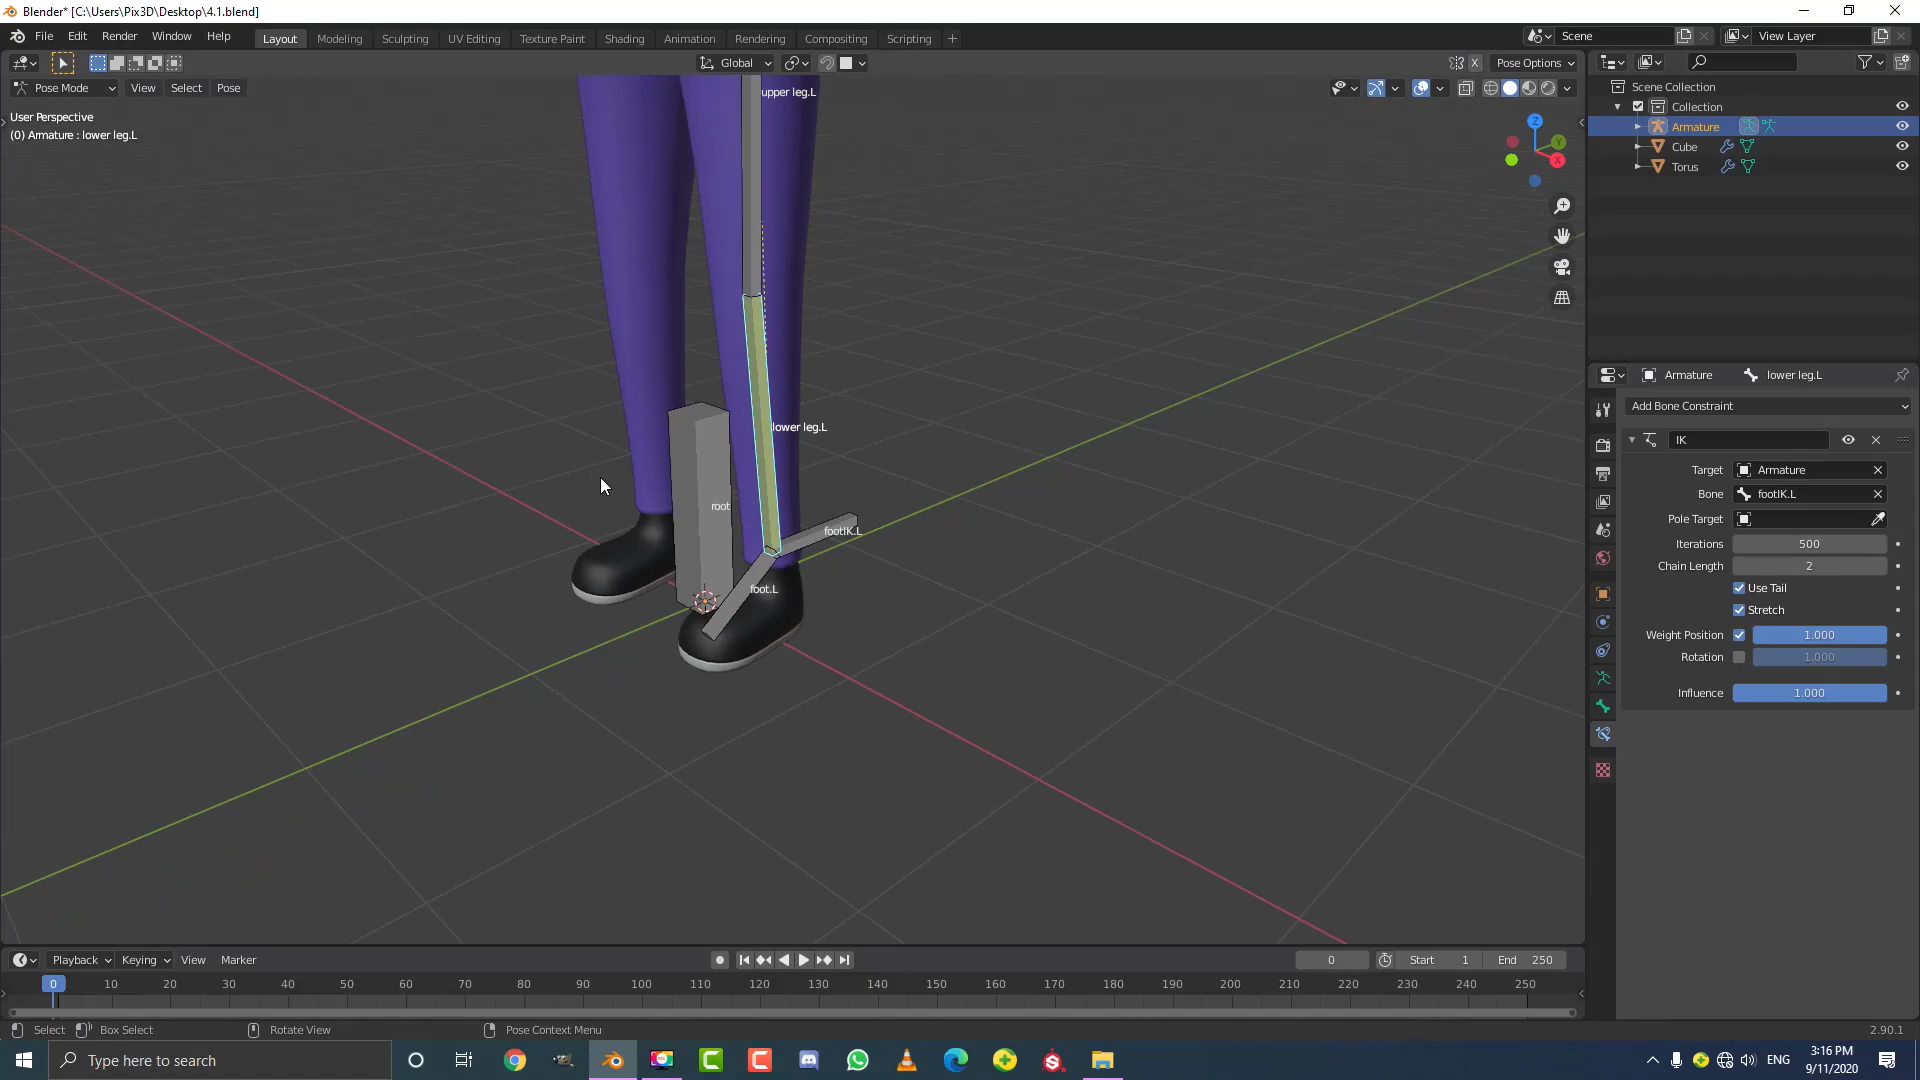 Blender* [C:\Users\Pix3D\Desktop\4.1.blend]
File Edit Render Window Help Layout Modeling Sculpting UV Editing Texture Paint Shading Animation Rendering Compositing Scripting + Scene View Layer
Global X Pose Options
Pose Mode View Select Pose
User Perspective
(0) Armature : lower leg.L
upper leg.L
lower leg.L
root
footIK.L
foot.L
Z
Y
X
Scene Collection
Collection
Armature
Cube
Torus
Armature lower leg.L
Add Bone Constraint
IK
Target Armature
Bone footIK.L
Pole Target
Iterations 500
Chain Length 2
Use Tail
Stretch
Weight Position 1.000
Rotation 1.000
Influence 1.000
Playback Keying View Marker 0 Start 1 End 250
0 10 20 30 40 50 60 70 80 90 100 110 120 130 140 150 160 170 180 190 200 210 220 230 240 250
Select Box Select Rotate View Pose Context Menu 2.90.1
Type here to search ENG 3:16 PM
9/11/2020